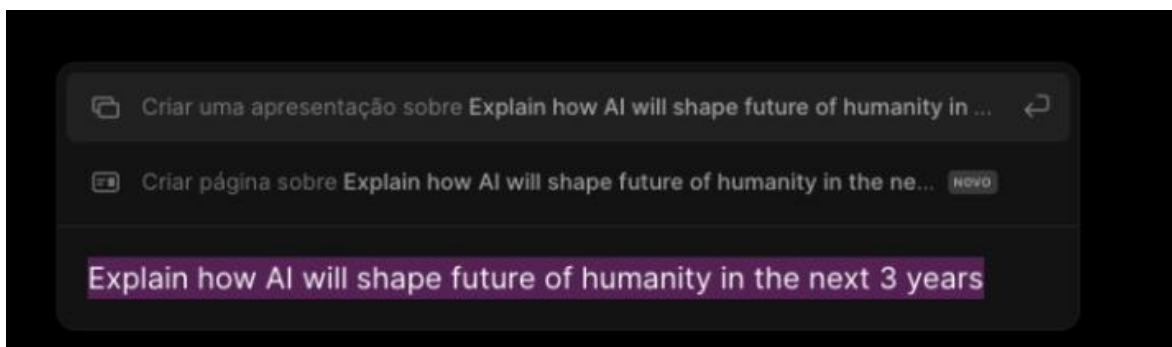 Criar uma apresentação sobre Explain how AI will shape future of humanity in ...
Criar página sobre Explain how AI will shape future of humanity in the ne... NOVO
Explain how AI will shape future of humanity in the next 3 years